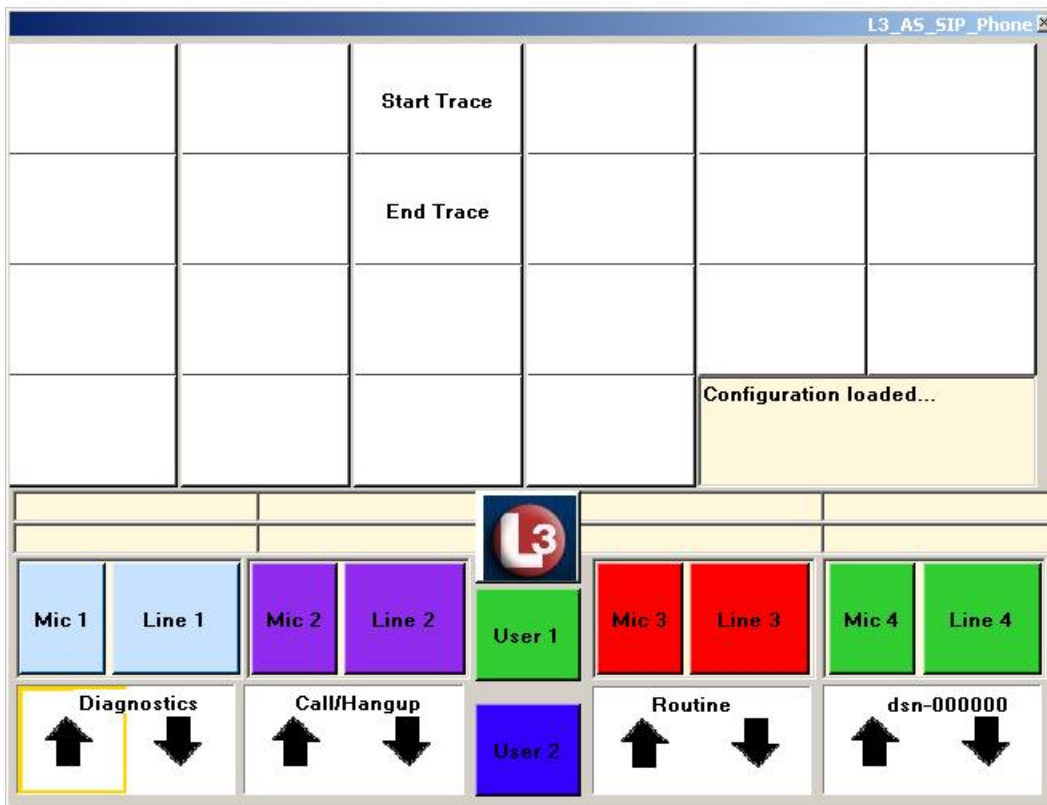 L3_AS_SIP_Phone
Start Trace
End Trace
Configuration loaded...
L3
Mic 1
Line 1
Mic 2
Line 2
User 1
Mic 3
Line 3
Mic 4
Line 4
Diagnostics
Call/Hangup
User 2
Routine
dsn-000000